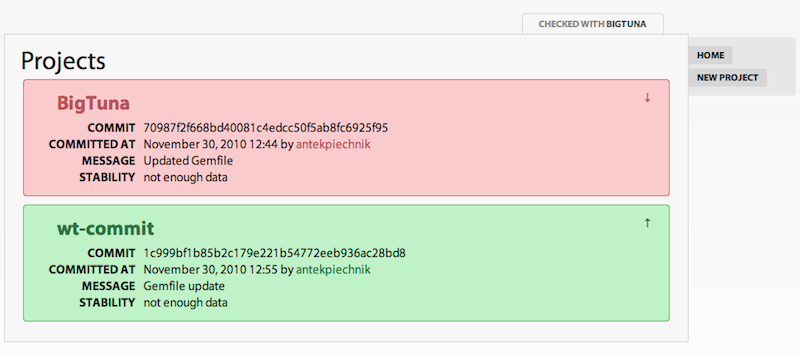 CHECKED WITH BIGTUNA
HOME
NEW PROJECT
Projects
BigTuna ↓
COMMIT 70987f2f668bd40081c4edcc50f5ab8fc6925f95
COMMITTED AT November 30, 2010 12:44 by antekpiechnik
MESSAGE Updated Gemfile
STABILITY not enough data
wt-commit ↑
COMMIT 1c999bf1b85b2c179e221b54772eeb936ac28bd8
COMMITTED AT November 30, 2010 12:55 by antekpiechnik
MESSAGE Gemfile update
STABILITY not enough data